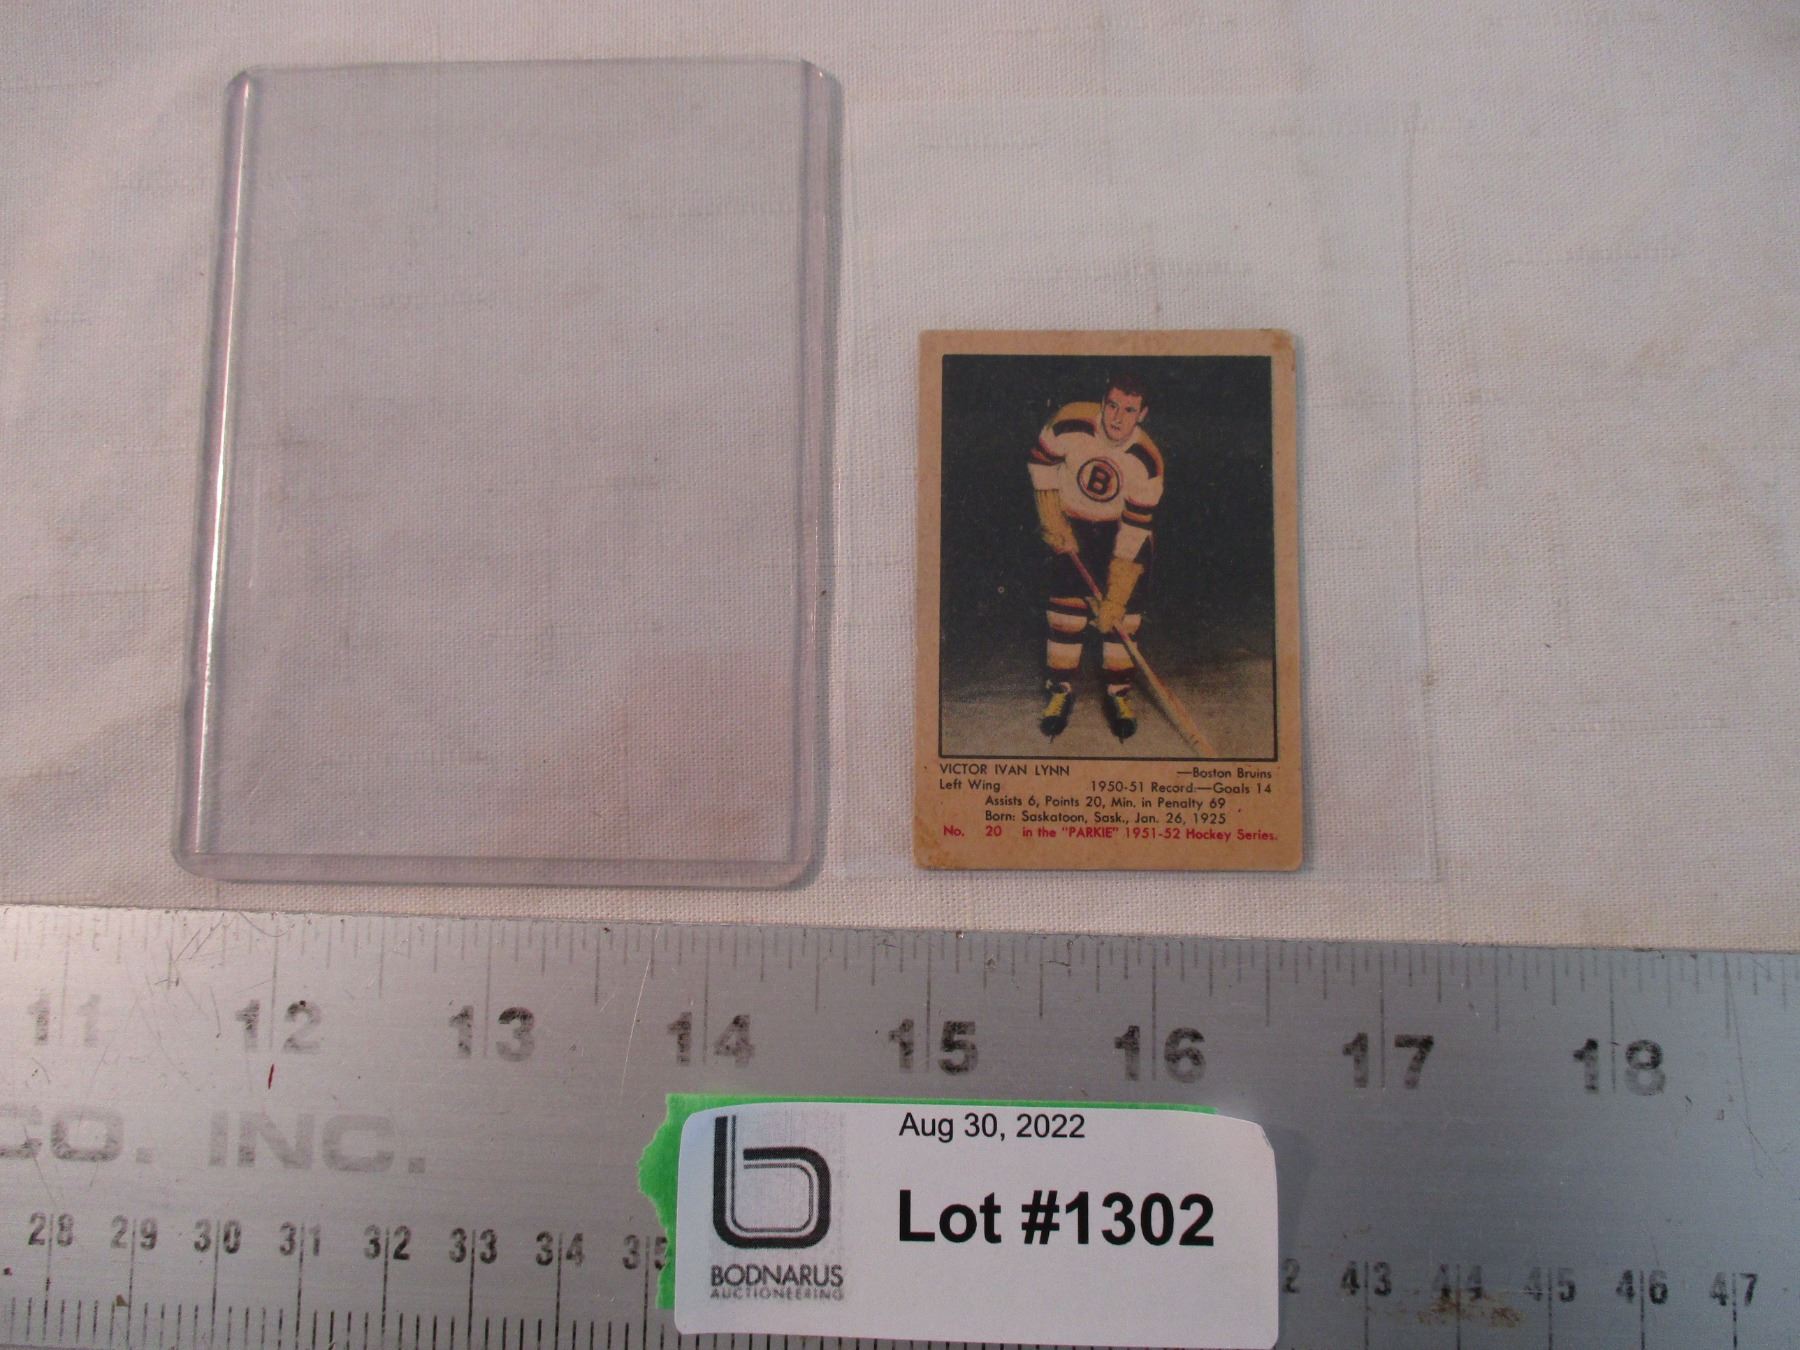 B
VICTOR IVAN LYNN —Boston Bruins
Left Wing 1950-51 Record.—Goals 14
Assists 6, Points 20, Min. in Penalty 69
Born: Saskatoon, Sask., Jan. 26, 1925
No. 20 in the "PARKIE" 1951-52 Hockey Series.
11 12 13 14 15 16 17 18
CO. INC.
28 29 30 31 32 33 34 35 2 43 44 45 46 47
Aug 30, 2022
Lot #1302
BODNARUS
AUCTIONEERING